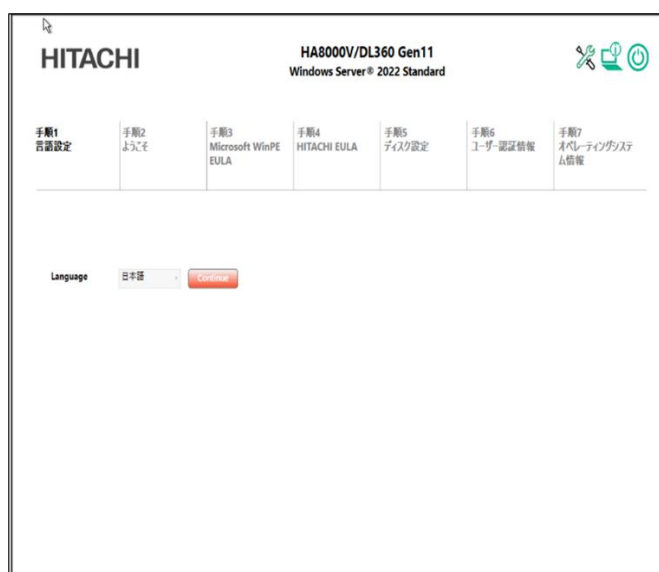 HITACHI
HA8000V/DL360 Gen11
Windows Server® 2022 Standard
手順1
言語設定
手順2
ようこそ
手順3
Microsoft WinPE
EULA
手順4
HITACHI EULA
手順5
ディスク設定
手順6
ユーザー認証情報
手順7
オペレーティングシステ
ム情報
Language
日本語
Continue